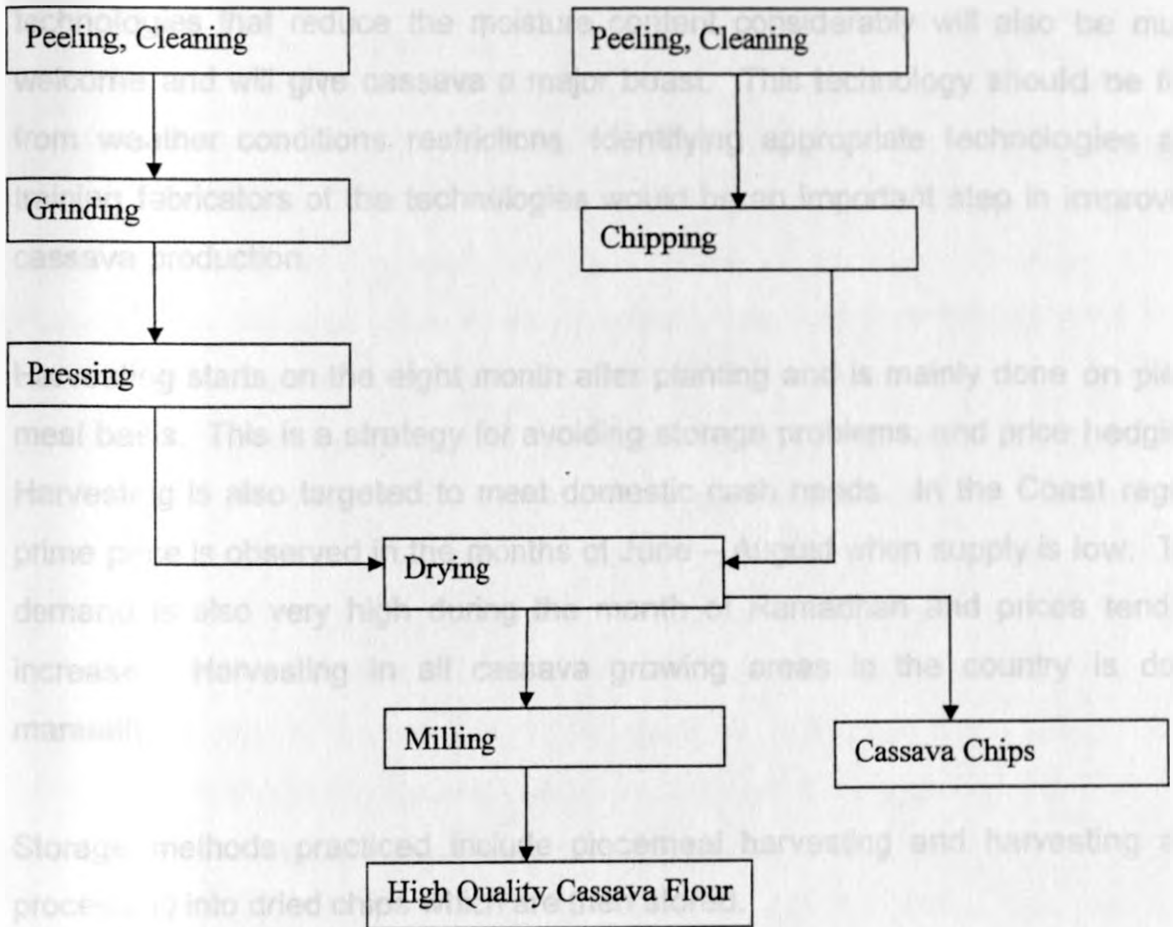 Peeling, Cleaning
Grinding
Pressing
Peeling, Cleaning
Chipping
Drying
Milling
High Quality Cassava Flour
Cassava Chips
technologies that reduce the moisture content considerably will also be
welcome and will give cassava a major boast. This technology should be
from weather conditions restrictions. Identifying appropriate technologies
training fabricators of the technologies would be an important step in
cassava production.
starts on the eight month after planting and is mainly done on
meal basis. This is a strategy for avoiding storage problems, and price
Harvesting is also targeted to meet domestic cash needs. In the Coast
prime price is observed in the months of June – August when supply is low.
demand is also very high during the month of and prices tend
increase. Harvesting in all cassava growing areas in the country is
Storage methods practiced include piecemeal harvesting and harvesting
processing into dried chips which are then stored.